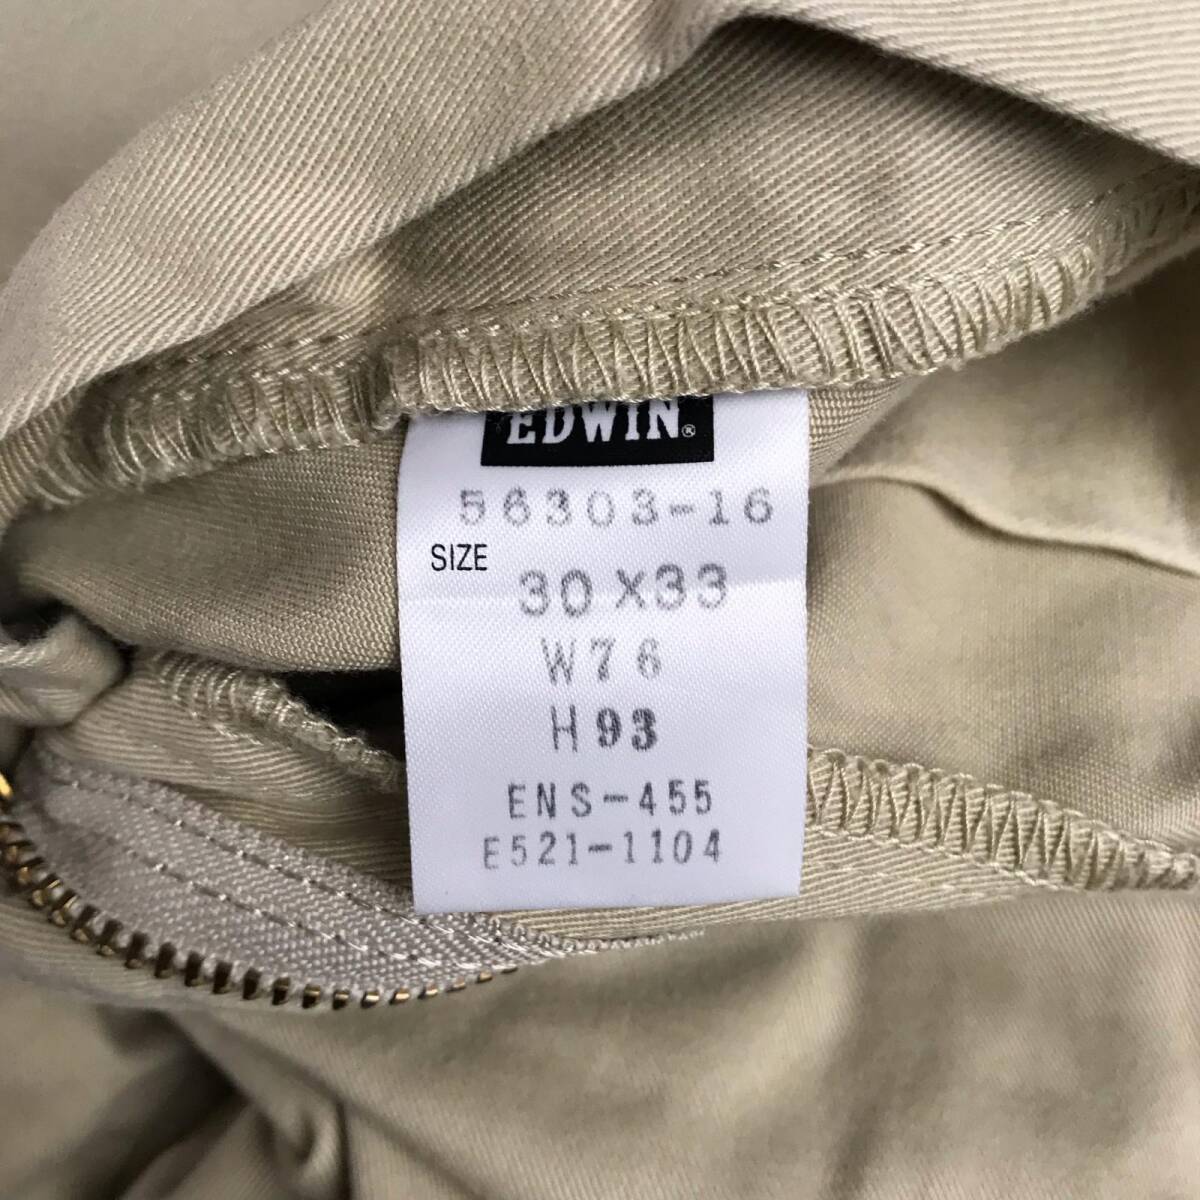 EDWIN®
56303-16
SIZE
30×33
W76
H93
ENS-455
E521-1104